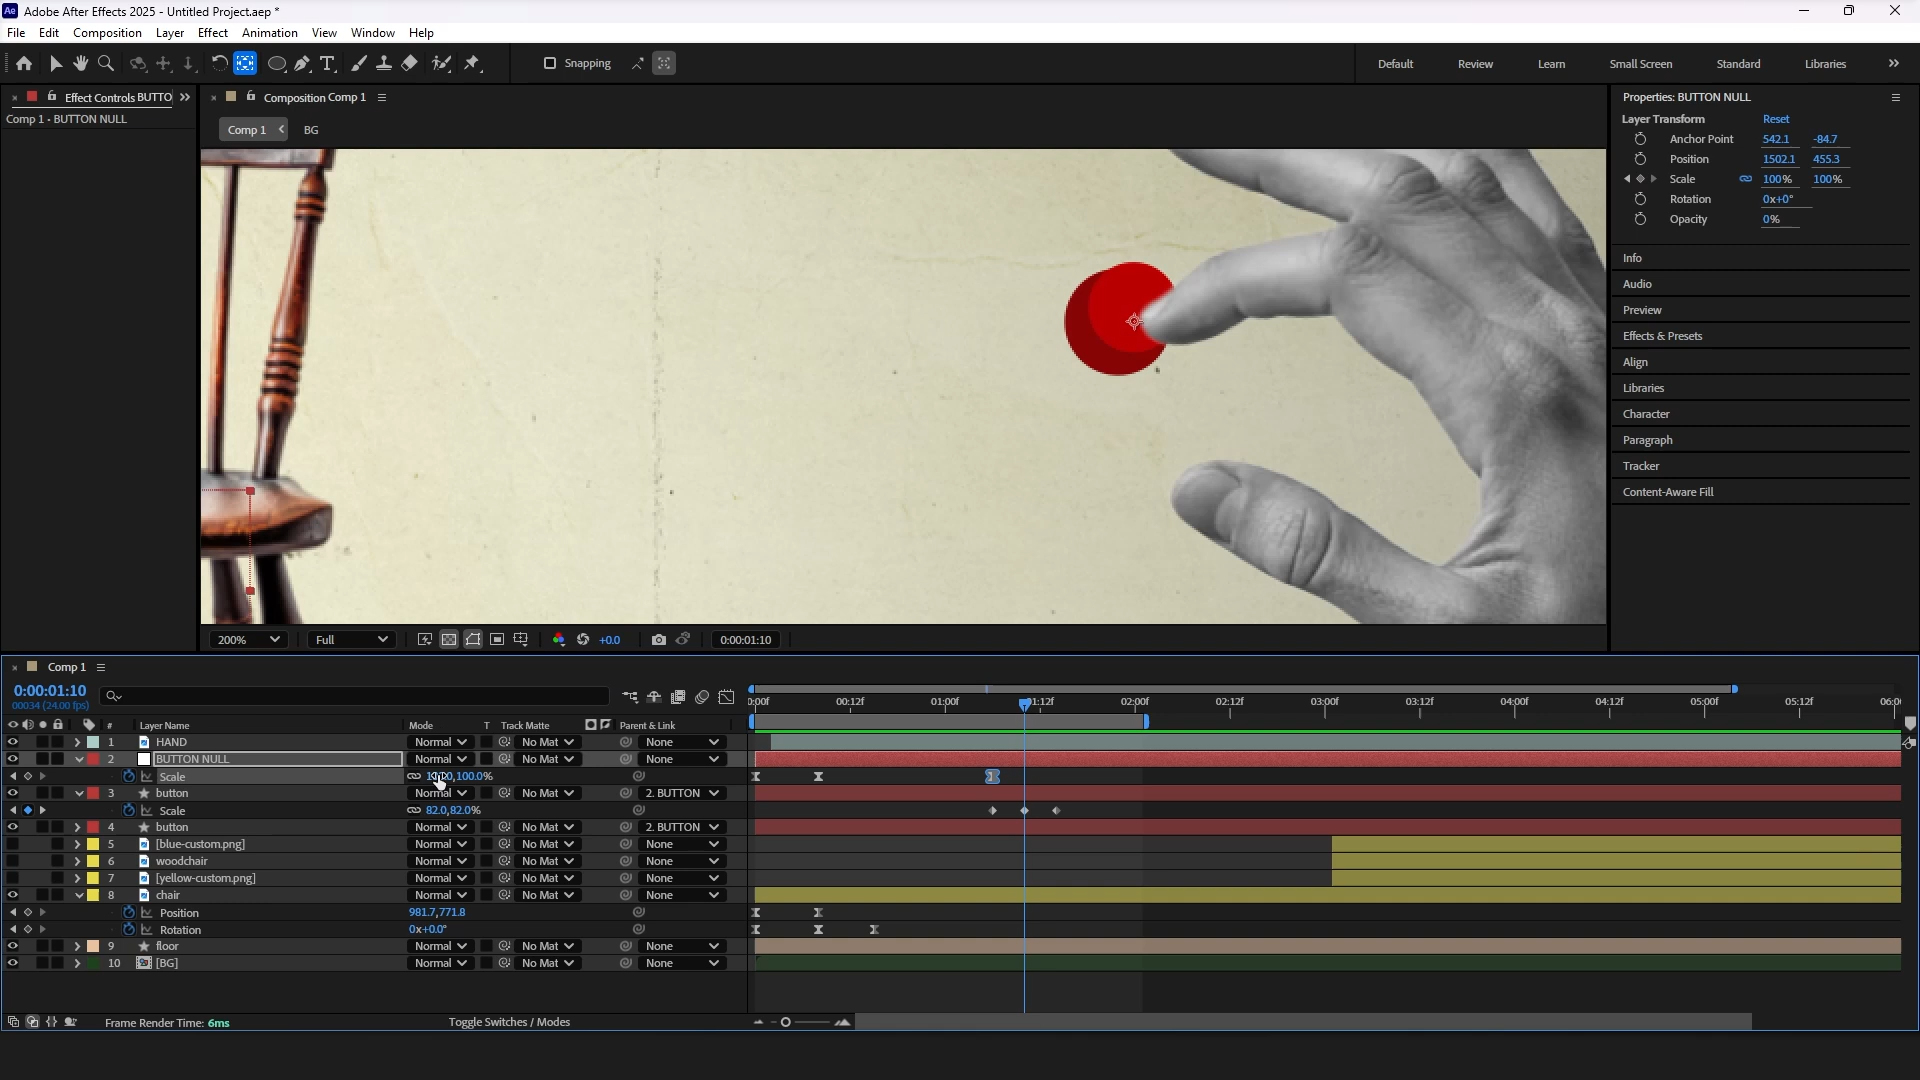 Ae Adobe After Effects 2025 - Untitled Project.aep *
File Edit Composition Layer Effect Animation View Window Help
Snapping
Default Review Learn Small Screen Standard Libraries
Effect Controls BUTTO
Composition Comp 1
Properties: BUTTON NULL
Comp 1 • BUTTON NULL
Layer Transform Reset
Comp 1 BG
Anchor Point 542.1 -84.7
Position 1502.1 455.3
Scale 100% 100%
Rotation 0x+0°
Opacity 0%
Info
Audio
Preview
Effects & Presets
Align
Libraries
Character
Paragraph
Tracker
Content-Aware Fill
200% Full +0.0 0:00:01:10
Comp 1
0:00:01:10
00034 (24.00 fps)
:00f 00:12f 01:00f 01:12f 02:00f 02:12f 03:00f 03:12f 04:00f 04:12f 05:00f 05:12f 06:0
# Layer Name Mode T Track Matte Parent & Link
1 HAND Normal No Mat None
2 BUTTON NULL Normal No Mat None
Scale ,100.0%
3 button Normal No Mat 2. BUTTON
Scale 82.0,82.0%
4 button Normal No Mat 2. BUTTON
5 [blue-custom.png] Normal No Mat None
6 woodchair Normal No Mat None
7 [yellow-custom.png] Normal No Mat None
8 chair Normal No Mat None
Position 981.7,771.8
Rotation 0x+0.0°
9 floor Normal No Mat None
10 [BG] Normal No Mat None
Frame Render Time: 6ms Toggle Switches / Modes